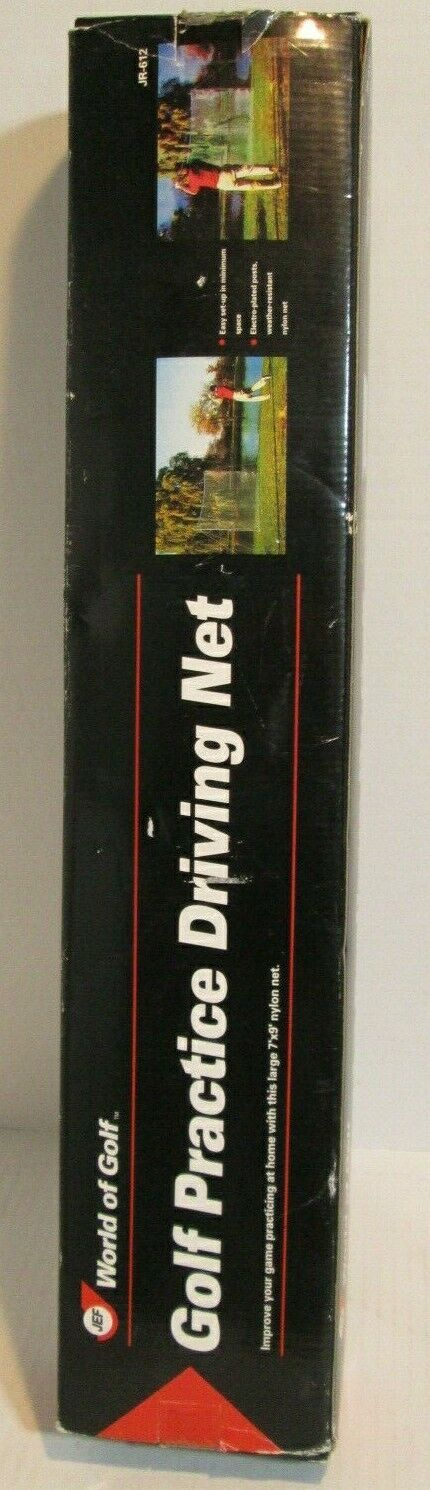 JEF World of Golf™
Golf Practice Driving Net
Improve your game practicing at home with this large 7'x9' nylon net.
• Easy set-up in minimum
space
• Electro-plated posts,
weather-resistant
nylon net
JR-612